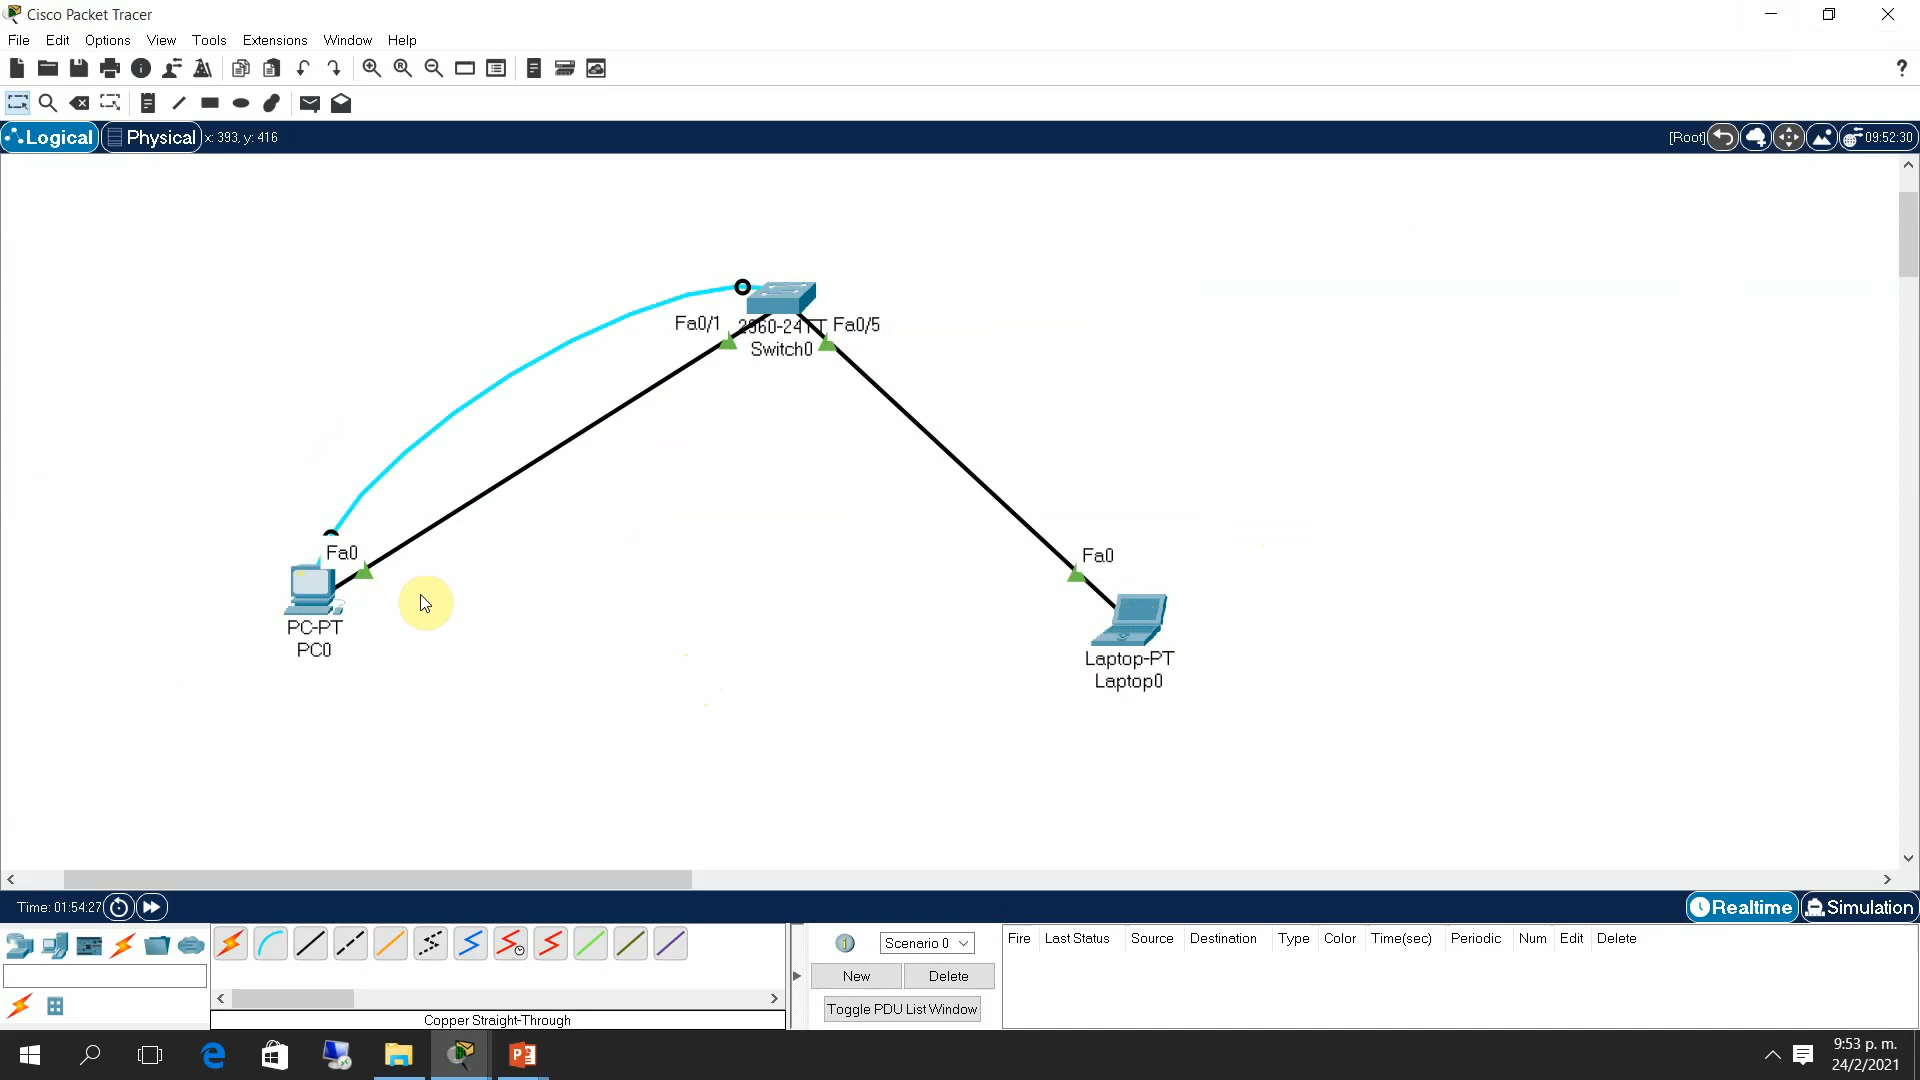 Cisco Packet Tracer
File Edit Options View Tools Extensions Window Help
?
Logical Physical x: 393, y: 416 [Root] 09:52:30
Fa0/1 2960-24TT Fa0/5
Switch0
Fa0
PC-PT
PC0
Fa0
Laptop-PT
Laptop0
Time: 01:54:27 Realtime Simulation
Scenario 0
Fire Last Status Source Destination Type Color Time(sec) Periodic Num Edit Delete
New Delete
Toggle PDU List Window
Copper Straight-Through
9:53 p. m.
24/2/2021